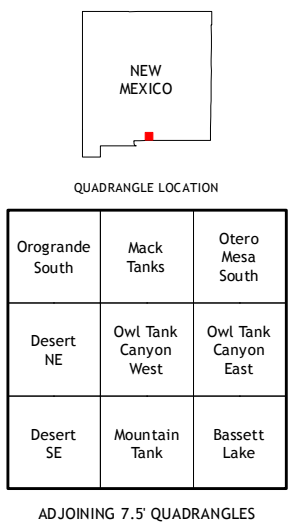 NEW
MEXICO
QUADRANGLE LOCATION
Orogrande
South
Mack
Tanks
Otero
Mesa
South
Desert
NE
Owl Tank
Canyon
West
Owl Tank
Canyon
East
Desert
SE
Mountain
Tank
Bassett
Lake
ADJOINING 7.5' QUADRANGLES